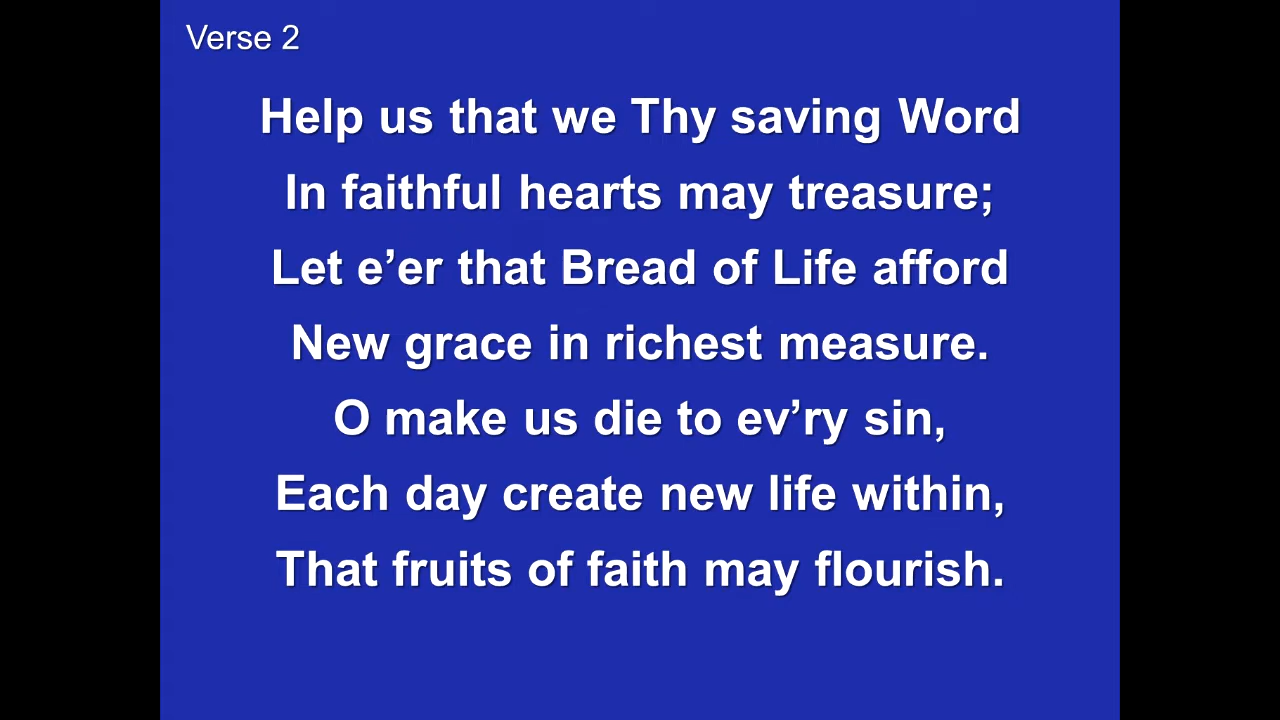 Verse 2
Help us that we Thy saving Word
In faithful hearts may treasure;
Let e’er that Bread of Life afford
New grace in richest measure.
O make us die to ev’ry sin,
Each day create new life within,
That fruits of faith may flourish.